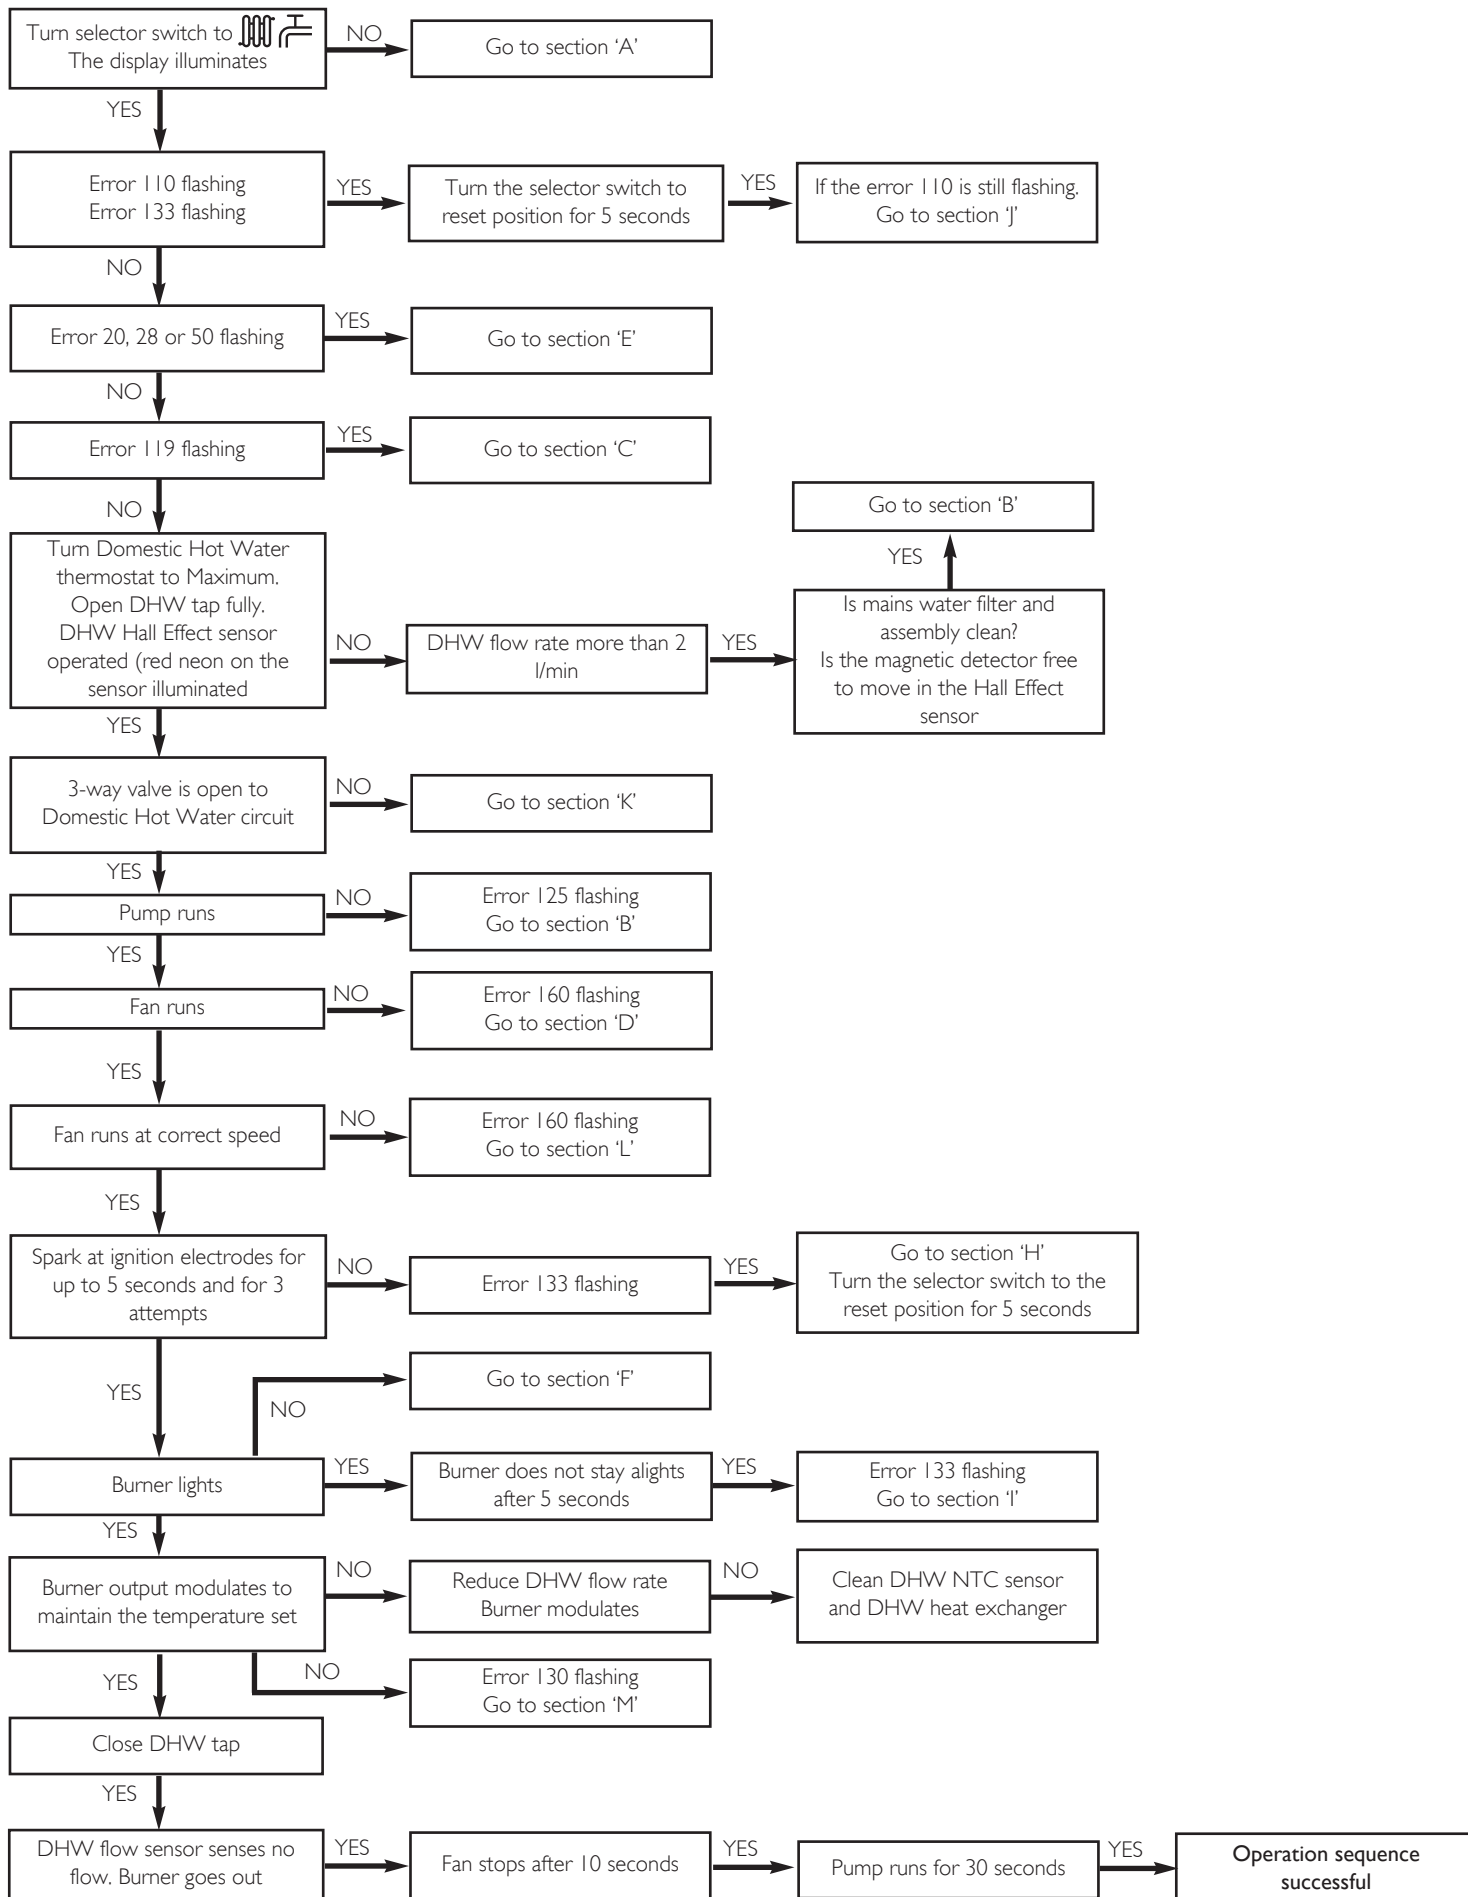 Turn selector switch to
The display illuminates
NO
Go to section ‘A’
YES
Error 110 flashing
Error 133 flashing
YES
Turn the selector switch to
reset position for 5 seconds
YES
If the error 110 is still flashing.
Go to section ‘J’
NO
Error 20, 28 or 50 flashing
YES
Go to section ‘E’
NO
Error 119 flashing
YES
Go to section ‘C’
NO
Turn Domestic Hot Water
thermostat to Maximum.
Open DHW tap fully.
DHW Hall Effect sensor
operated (red neon on the
sensor illuminated
NO
DHW flow rate more than 2
l/min
YES
Is mains water filter and
assembly clean?
Is the magnetic detector free
to move in the Hall Effect
sensor
YES
Go to section ‘B’
YES
3-way valve is open to
Domestic Hot Water circuit
NO
Go to section ‘K’
YES
Pump runs
NO
Error 125 flashing
Go to section ‘B’
YES
Fan runs
NO
Error 160 flashing
Go to section ‘D’
YES
Fan runs at correct speed
NO
Error 160 flashing
Go to section ‘L’
YES
Spark at ignition electrodes for
up to 5 seconds and for 3
attempts
NO
Error 133 flashing
YES
Go to section ‘H’
Turn the selector switch to the
reset position for 5 seconds
YES
NO
Go to section ‘F’
Burner lights
YES
Burner does not stay alights
after 5 seconds
YES
Error 133 flashing
Go to section ‘I’
YES
Burner output modulates to
maintain the temperature set
NO
Reduce DHW flow rate
Burner modulates
NO
Clean DHW NTC sensor
and DHW heat exchanger
NO
Error 130 flashing
Go to section ‘M’
YES
Close DHW tap
YES
DHW flow sensor senses no
flow. Burner goes out
YES
Fan stops after 10 seconds
YES
Pump runs for 30 seconds
YES
Operation sequence
successful